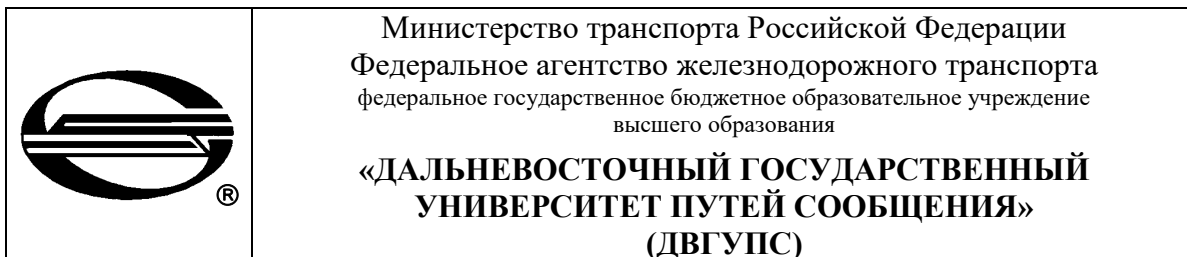 Министерство транспорта Российской Федерации
Федеральное агентство железнодорожного транспорта
федеральное государственное бюджетное образовательное учреждение
высшего образования
«ДАЛЬНЕВОСТОЧНЫЙ ГОСУДАРСТВЕННЫЙ
УНИВЕРСИТЕТ ПУТЕЙ СООБЩЕНИЯ»
(ДВГУПС)
®